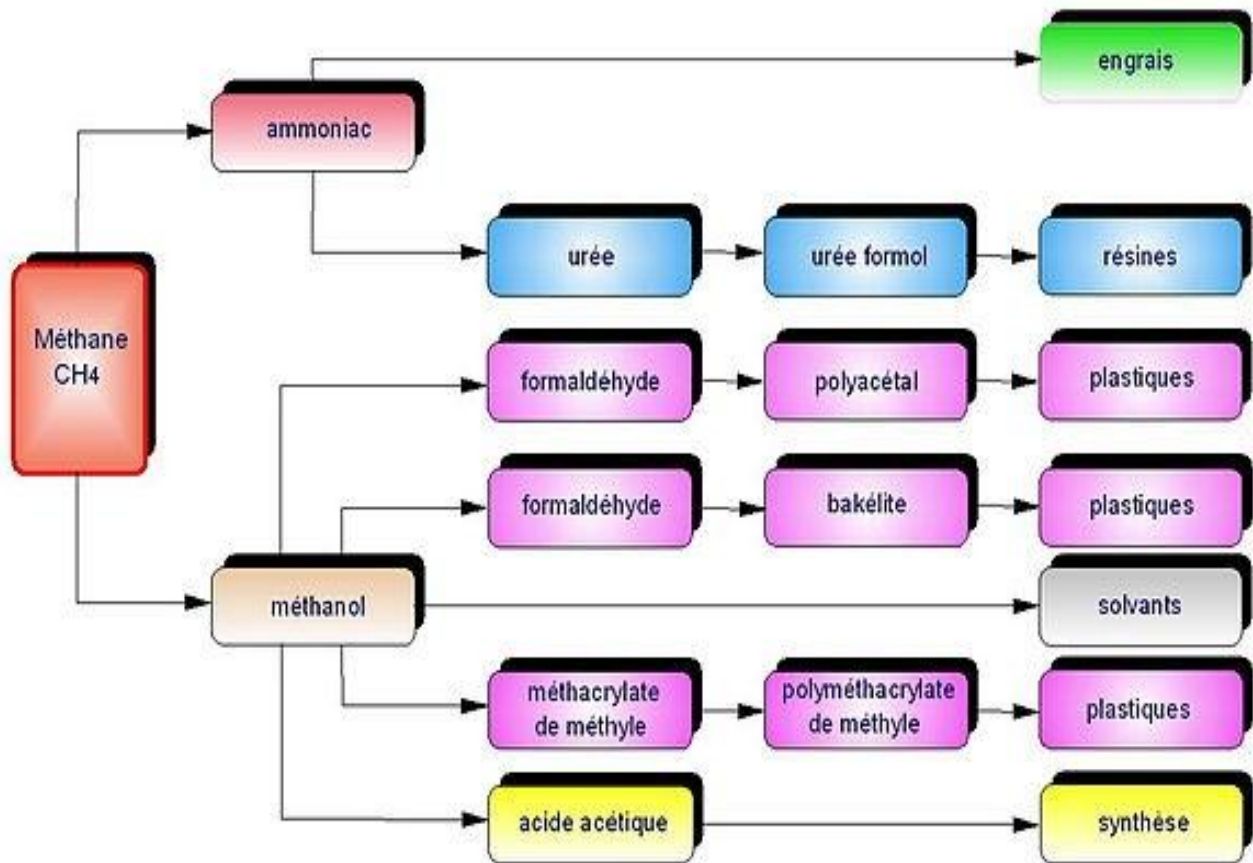 engrais
ammoniac
urée
urée formol
résines
Méthane
CH4
formaldéhyde
polyacétal
plastiques
formaldéhyde
bakélite
plastiques
méthanol
solvants
méthacrylate
de méthyle
polyméthacrylate
de méthyle
plastiques
acide acétique
synthèse